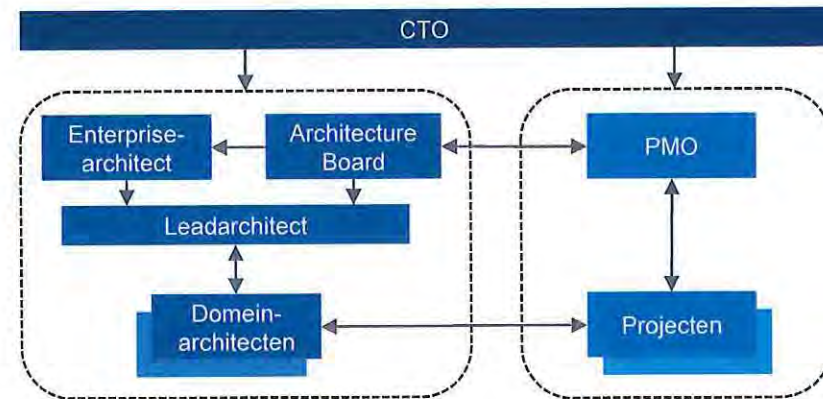 CTO
Enterprise-
architect
Architecture
Board
PMO
Leadarchitect
Domein-
architecten
Projecten